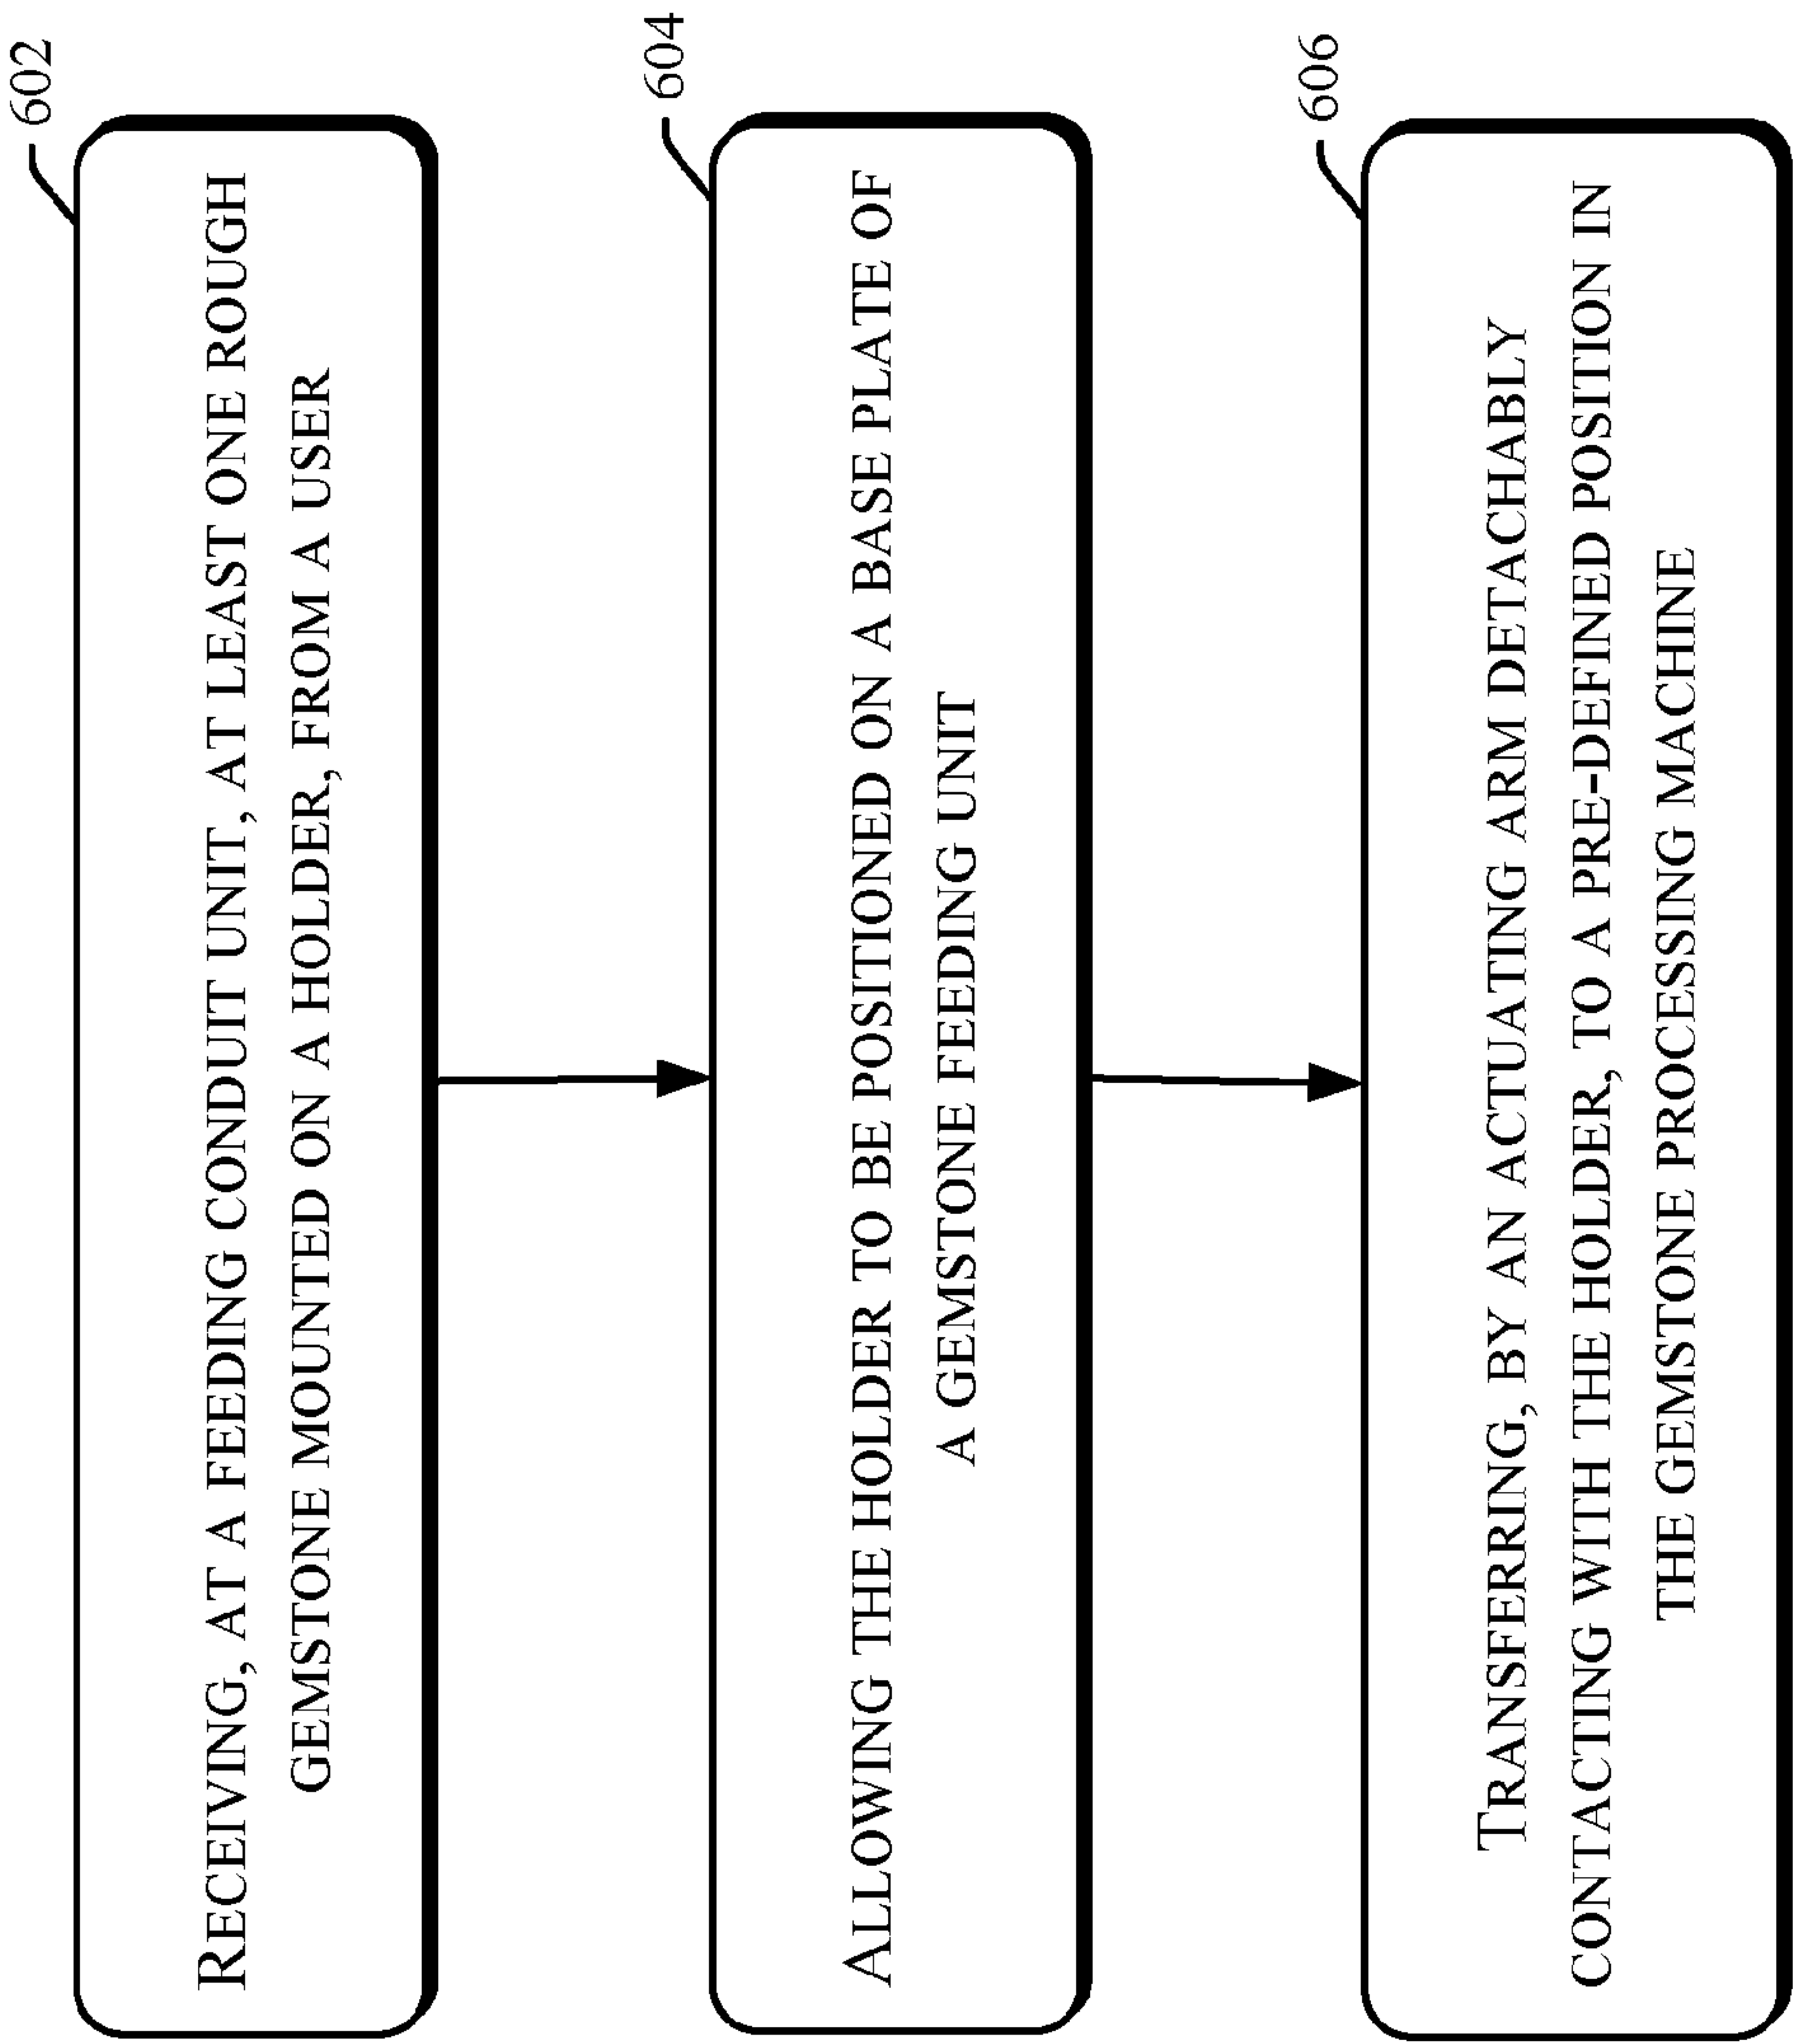 602
RECEIVING, AT A FEEDING CONDUIT UNIT, AT LEAST ONE ROUGH
GEMSTONE MOUNTED ON A HOLDER, FROM A USER
604
ALLOWING THE HOLDER TO BE POSITIONED ON A BASE PLATE OF
A GEMSTONE FEEDING UNIT
606
TRANSFERRING, BY AN ACTUATING ARM DETACHABLY
CONTACTING WITH THE HOLDER, TO A PRE-DEFINED POSITION IN
THE GEMSTONE PROCESSING MACHINE